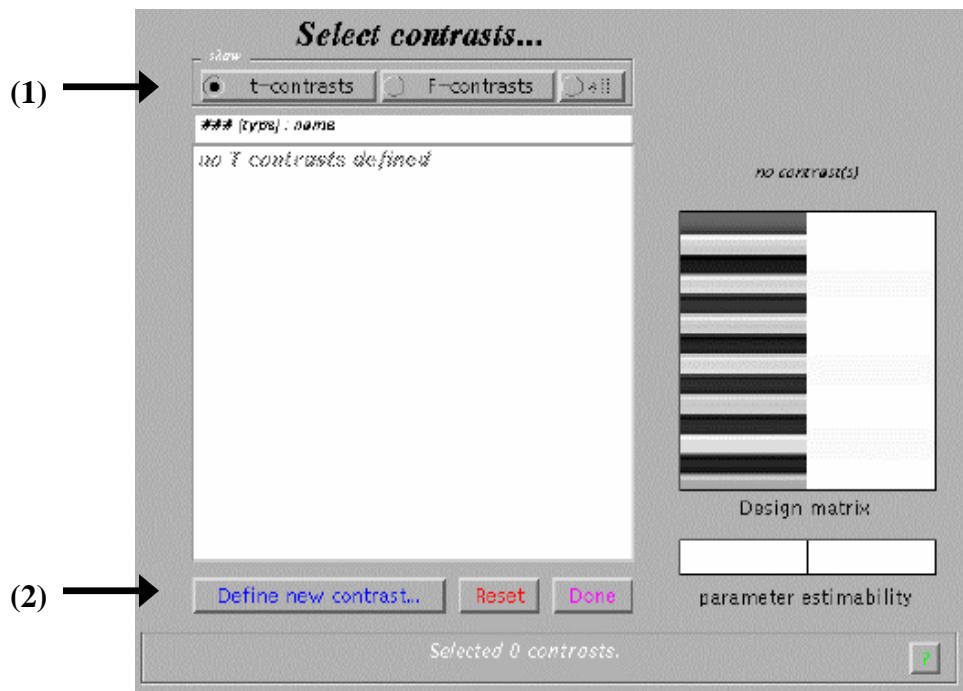 Select contrasts...
show
(1)
t-contrasts F-contrasts all
### [type] : name
no T contrasts defined
no contrast(s)
Design matrix
(2)
Define new contrast... Reset Done
parameter estimability
Selected 0 contrasts.
?